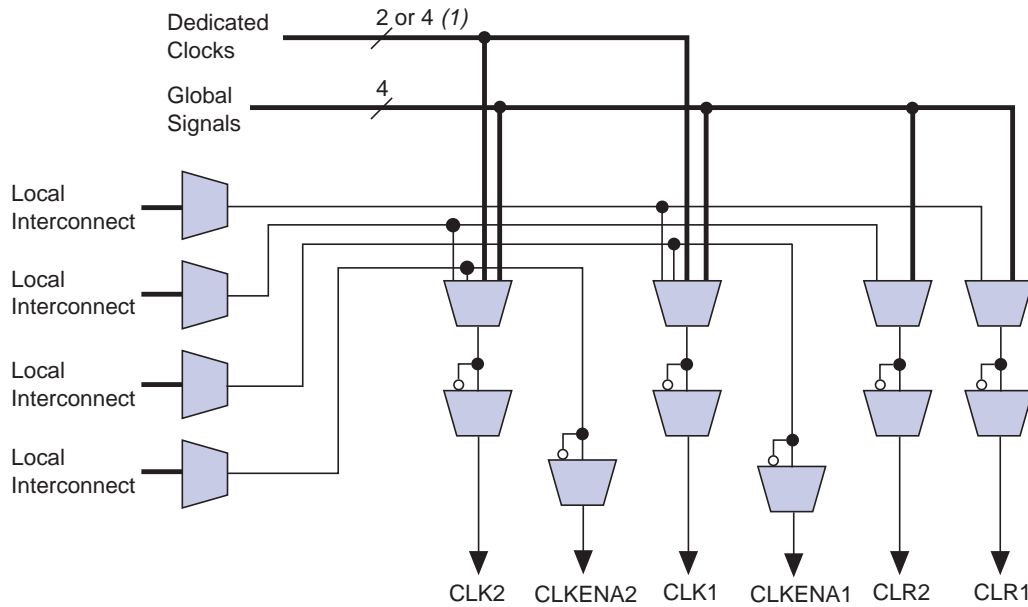 Dedicated
Clocks
2 or 4 (1)
Global
Signals
4
Local
Interconnect
Local
Interconnect
Local
Interconnect
Local
Interconnect
CLK2 CLKENA2 CLK1 CLKENA1 CLR2 CLR1